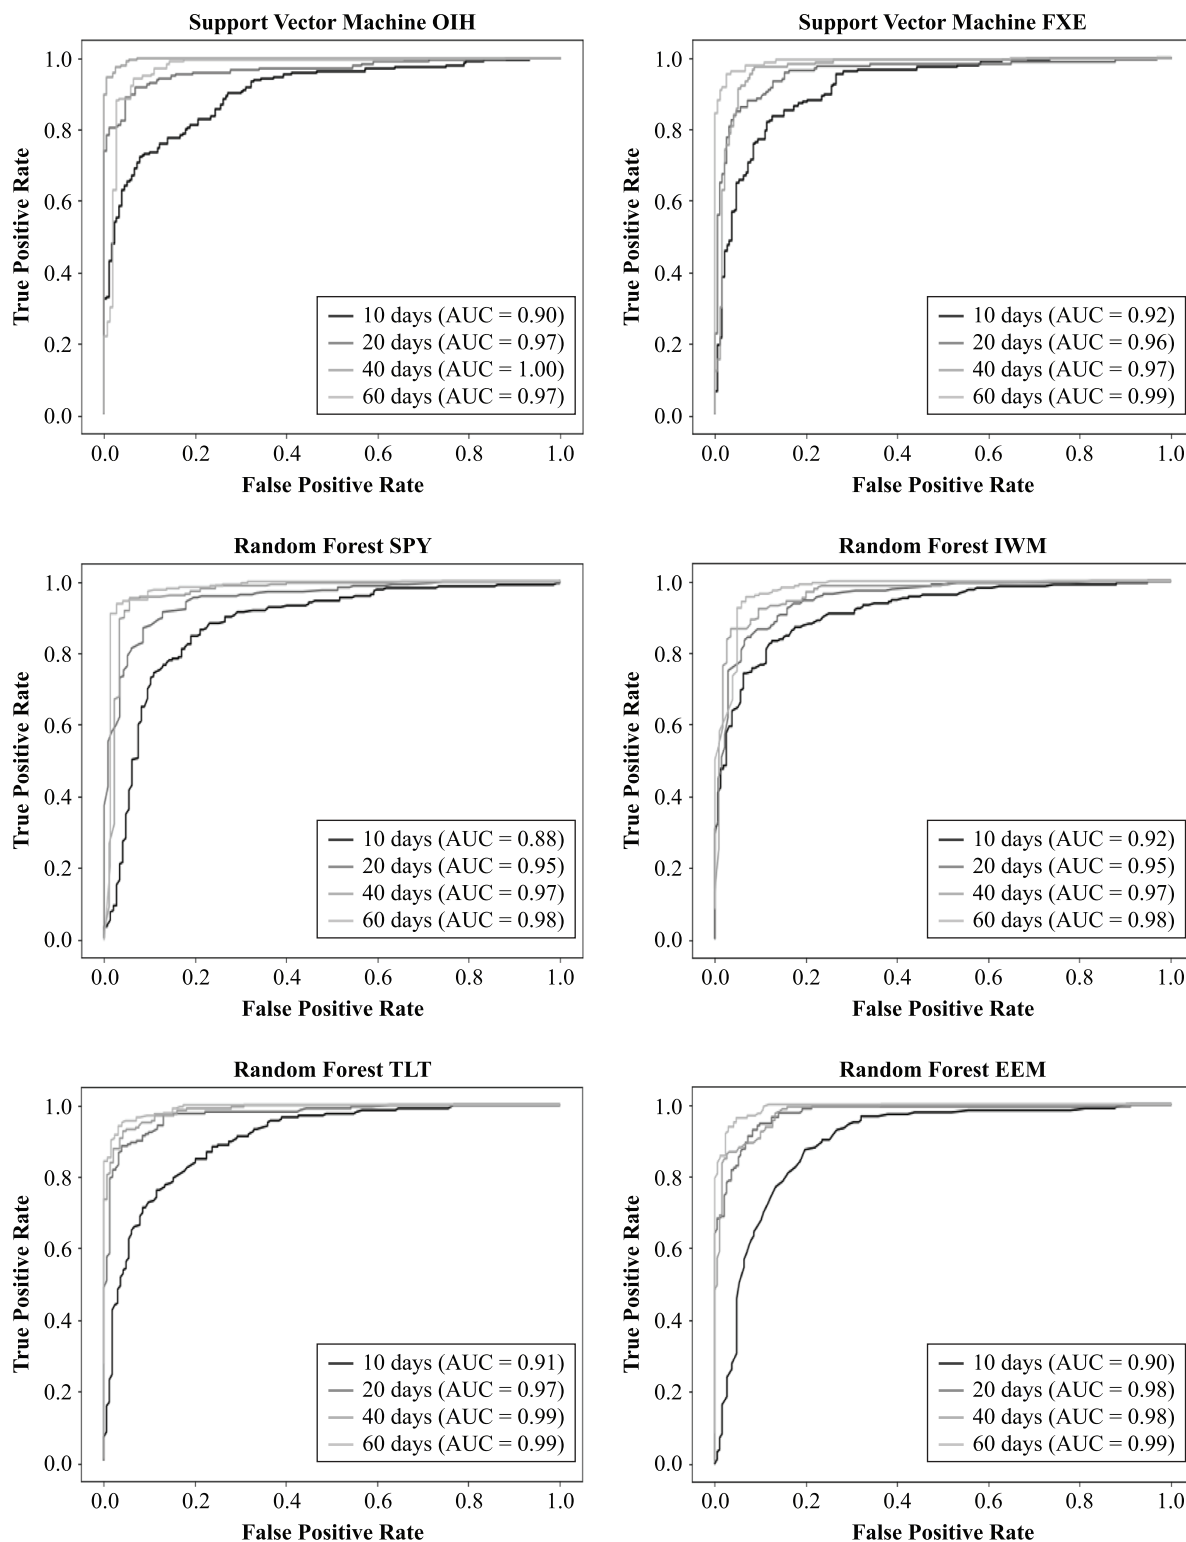 Support Vector Machine OIH
True Positive Rate
1.0
0.8
0.6
0.4
0.2
0.0
10 days (AUC = 0.90)
20 days (AUC = 0.97)
40 days (AUC = 1.00)
60 days (AUC = 0.97)
0.0 0.2 0.4 0.6 0.8 1.0
False Positive Rate
Support Vector Machine FXE
True Positive Rate
1.0
0.8
0.6
0.4
0.2
0.0
10 days (AUC = 0.92)
20 days (AUC = 0.96)
40 days (AUC = 0.97)
60 days (AUC = 0.99)
0.0 0.2 0.4 0.6 0.8 1.0
False Positive Rate
Random Forest SPY
True Positive Rate
1.0
0.8
0.6
0.4
0.2
0.0
10 days (AUC = 0.88)
20 days (AUC = 0.95)
40 days (AUC = 0.97)
60 days (AUC = 0.98)
0.0 0.2 0.4 0.6 0.8 1.0
False Positive Rate
Random Forest IWM
True Positive Rate
1.0
0.8
0.6
0.4
0.2
0.0
10 days (AUC = 0.92)
20 days (AUC = 0.95)
40 days (AUC = 0.97)
60 days (AUC = 0.98)
0.0 0.2 0.4 0.6 0.8 1.0
False Positive Rate
Random Forest TLT
True Positive Rate
1.0
0.8
0.6
0.4
0.2
0.0
10 days (AUC = 0.91)
20 days (AUC = 0.97)
40 days (AUC = 0.99)
60 days (AUC = 0.99)
0.0 0.2 0.4 0.6 0.8 1.0
False Positive Rate
Random Forest EEM
True Positive Rate
1.0
0.8
0.6
0.4
0.2
0.0
10 days (AUC = 0.90)
20 days (AUC = 0.98)
40 days (AUC = 0.98)
60 days (AUC = 0.99)
0.0 0.2 0.4 0.6 0.8 1.0
False Positive Rate